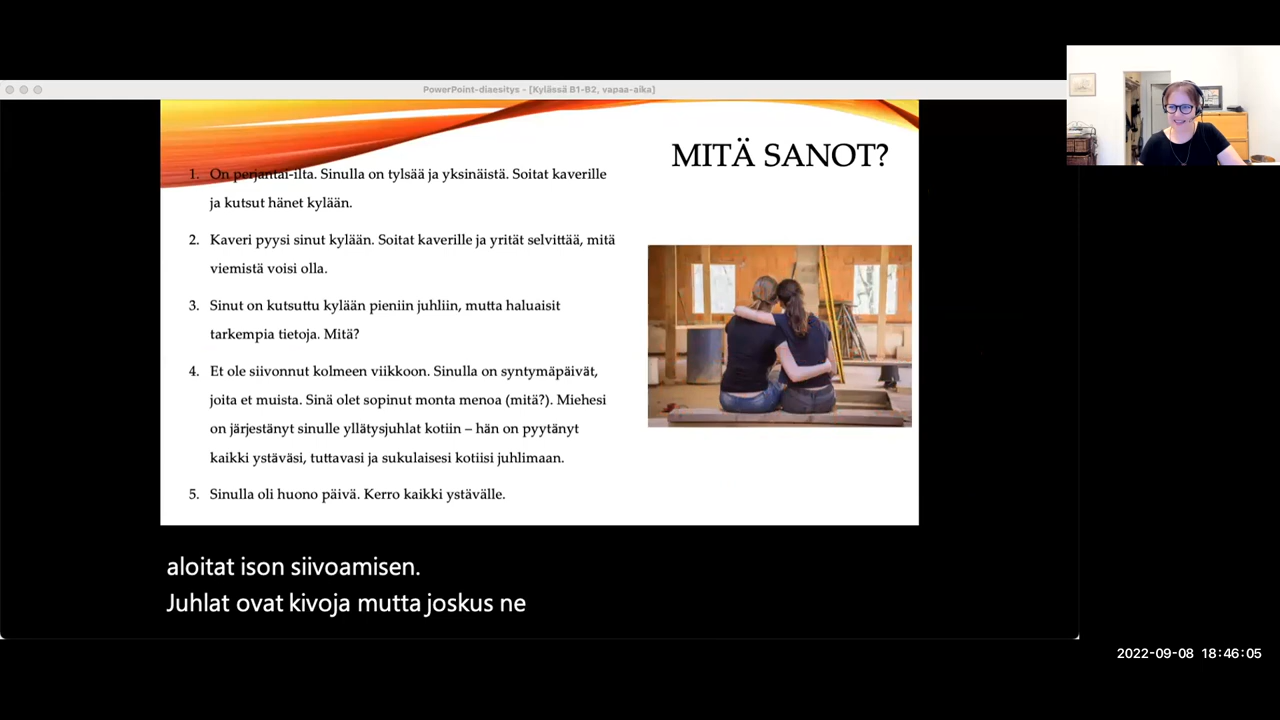 PowerPoint-diaesitys - [Kylässä B1-B2, vapaa-aika]
MITÄ SANOT?
1. On perjantai-ilta. Sinulla on tylsää ja yksinäistä. Soitat kaverille
ja kutsut hänet kylään.
2. Kaveri pyysi sinut kylään. Soitat kaverille ja yrität selvittää, mitä
viemistä voisi olla.
3. Sinut on kutsuttu kylään pieniin juhliin, mutta haluaisit
tarkempia tietoja. Mitä?
4. Et ole siivonnut kolmeen viikkoon. Sinulla on syntymäpäivät,
joita et muista. Sinä olet sopinut monta menoa (mitä?). Miehesi
on järjestänyt sinulle yllätysjuhlat kotiin – hän on pyytänyt
kaikki ystäväsi, tuttavasi ja sukulaisesi kotiisi juhlimaan.
5. Sinulla oli huono päivä. Kerro kaikki ystävälle.
aloitat ison siivoamisen.
Juhlat ovat kivoja mutta joskus ne
2022-09-08 18:46:05